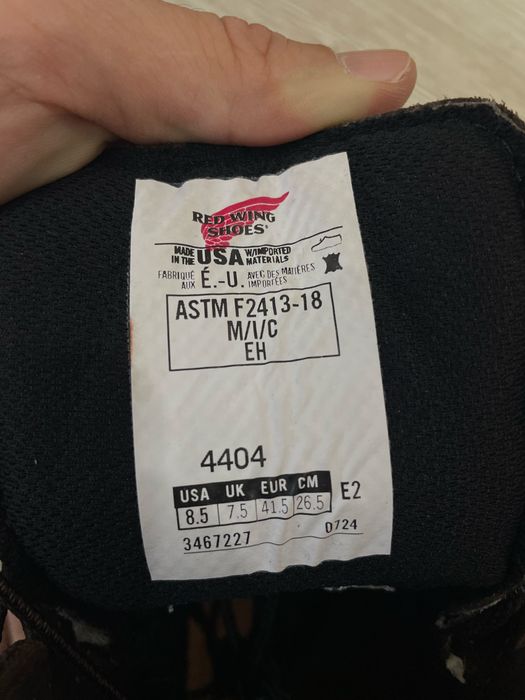 RED WING
SHOES®
MADE IN THE USA W/IMPORTED MATERIALS
FABRIQUÉ AUX É.-U. AVEC DES MATIÈRES IMPORTÉES
ASTM F2413-18
M/I/C
EH
4404
USA UK EUR CM
8.5 7.5 41.5 26.5 E2
3467227 0724